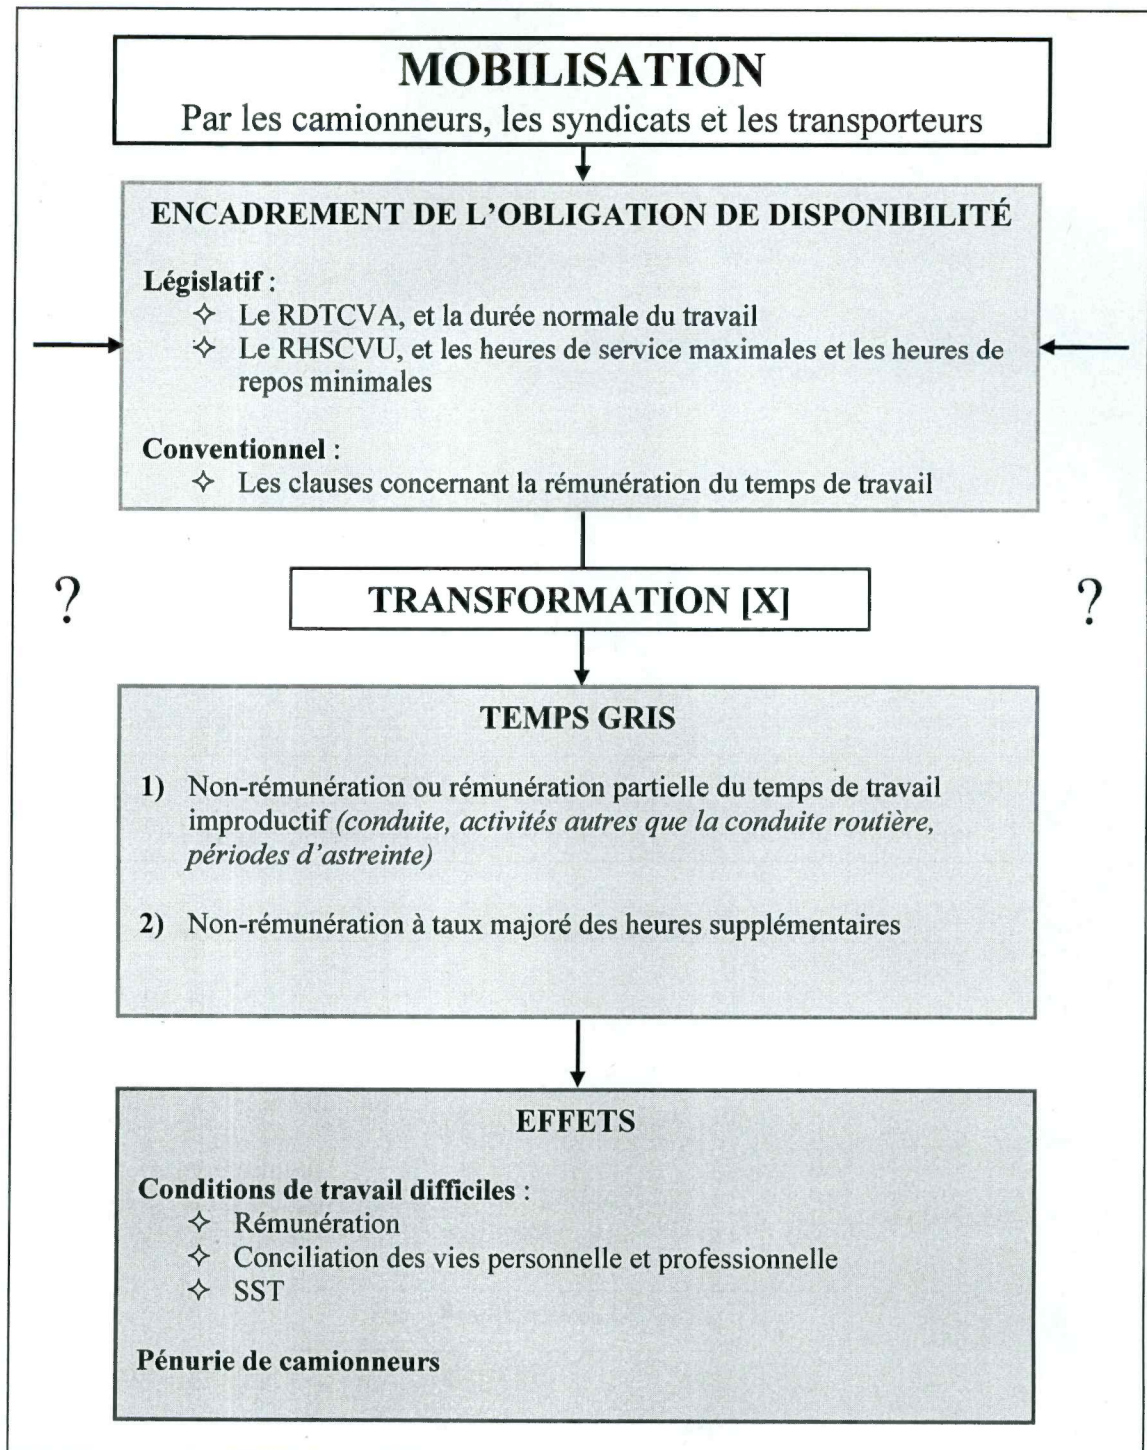 MOBILISATION
Par les camionneurs, les syndicats et les transporteurs
ENCADREMENT DE L'OBLIGATION DE DISPONIBILITÉ
Législatif :
✧ Le RDTCVA, et la durée normale du travail
✧ Le RHSCVU, et les heures de service maximales et les heures de
repos minimales
Conventionnel :
✧ Les clauses concernant la rémunération du temps de travail
?
TRANSFORMATION [X]
?
TEMPS GRIS
1) Non-rémunération ou rémunération partielle du temps de travail
improductif (conduite, activités autres que la conduite routière,
périodes d'astreinte)
2) Non-rémunération à taux majoré des heures supplémentaires
EFFETS
Conditions de travail difficiles :
✧ Rémunération
✧ Conciliation des vies personnelle et professionnelle
✧ SST
Pénurie de camionneurs